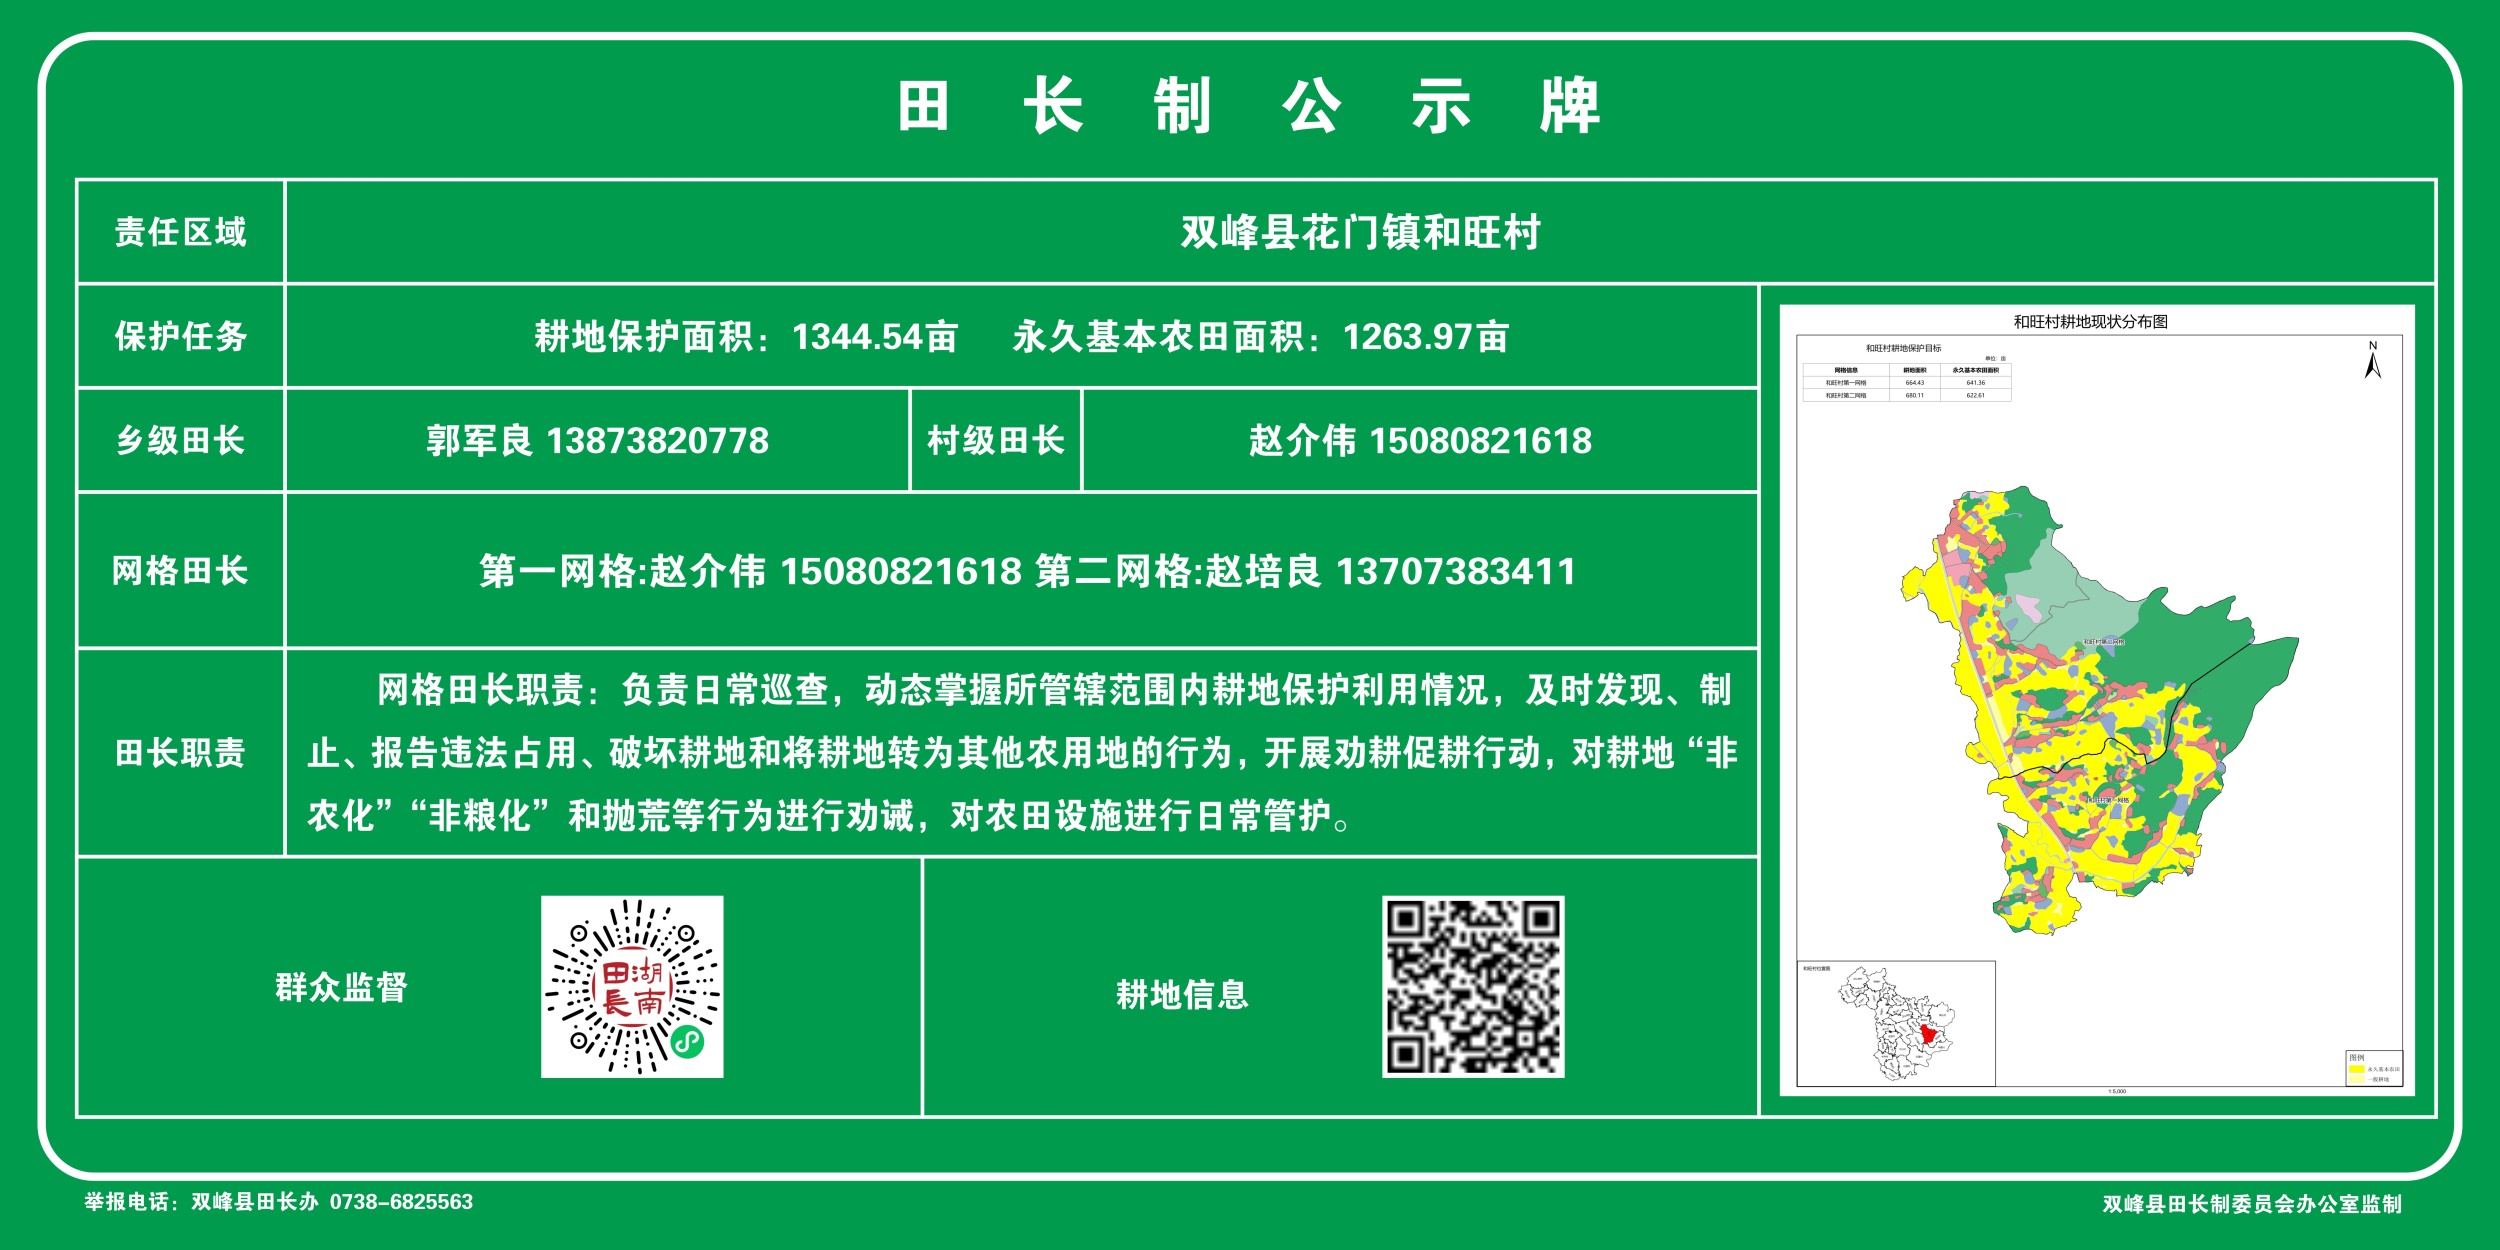 田长制公示牌
责任区域
双峰县花门镇和旺村
保护任务
耕地保护面积：1344.54亩 永久基本农田面积：1263.97亩
乡级田长
郭军良 13873820778
村级田长
赵介伟 15080821618
网格田长
第一网格:赵介伟 15080821618 第二网格:赵培良 13707383411
田长职责
网格田长职责：负责日常巡查，动态掌握所管辖范围内耕地保护利用情况，及时发现、制
止、报告违法占用、破坏耕地和将耕地转为其他农用地的行为，开展劝耕促耕行动，对耕地“非
农化”“非粮化”和抛荒等行为进行劝诫，对农田设施进行日常管护。
群众监督
湖南
田長
耕地信息
和旺村耕地现状分布图
和旺村耕地保护目标
单位：亩
网格信息 耕地面积 永久基本农田面积
和旺村第一网格 664.43 641.36
和旺村第二网格 680.11 622.61
N
和旺村第二网格
和旺村第一网格
和旺村位置图
图例
永久基本农田
一般耕地
1:5,000
举报电话：双峰县田长办 0738-6825563
双峰县田长制委员会办公室监制